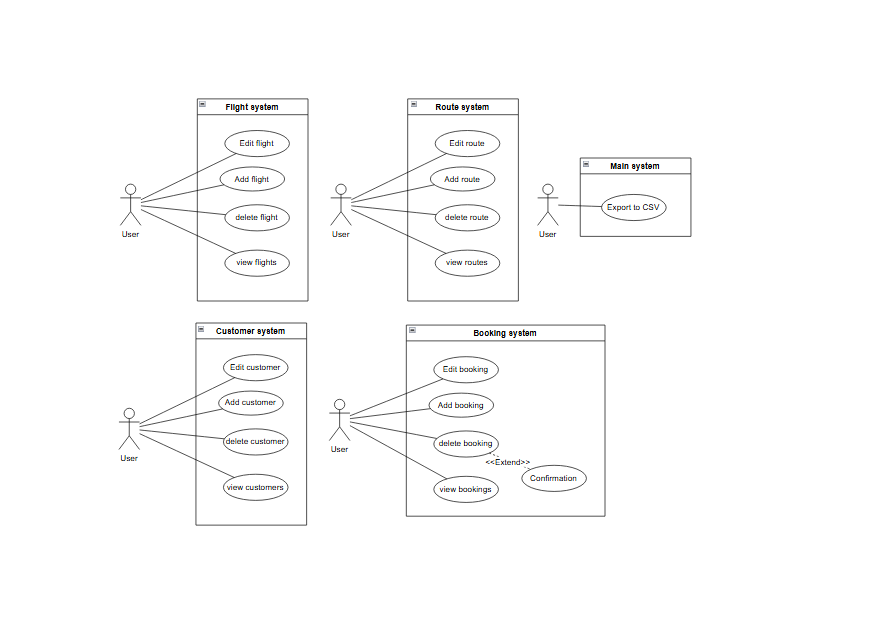 Flight system
Edit flight
Add flight
delete flight
view flights
User
Route system
Edit route
Add route
delete route
view routes
User
Main system
Export to CSV
User
Customer system
Edit customer
Add customer
delete customer
view customers
User
Booking system
Edit booking
Add booking
delete booking
<<Extend>>
Confirmation
view bookings
User